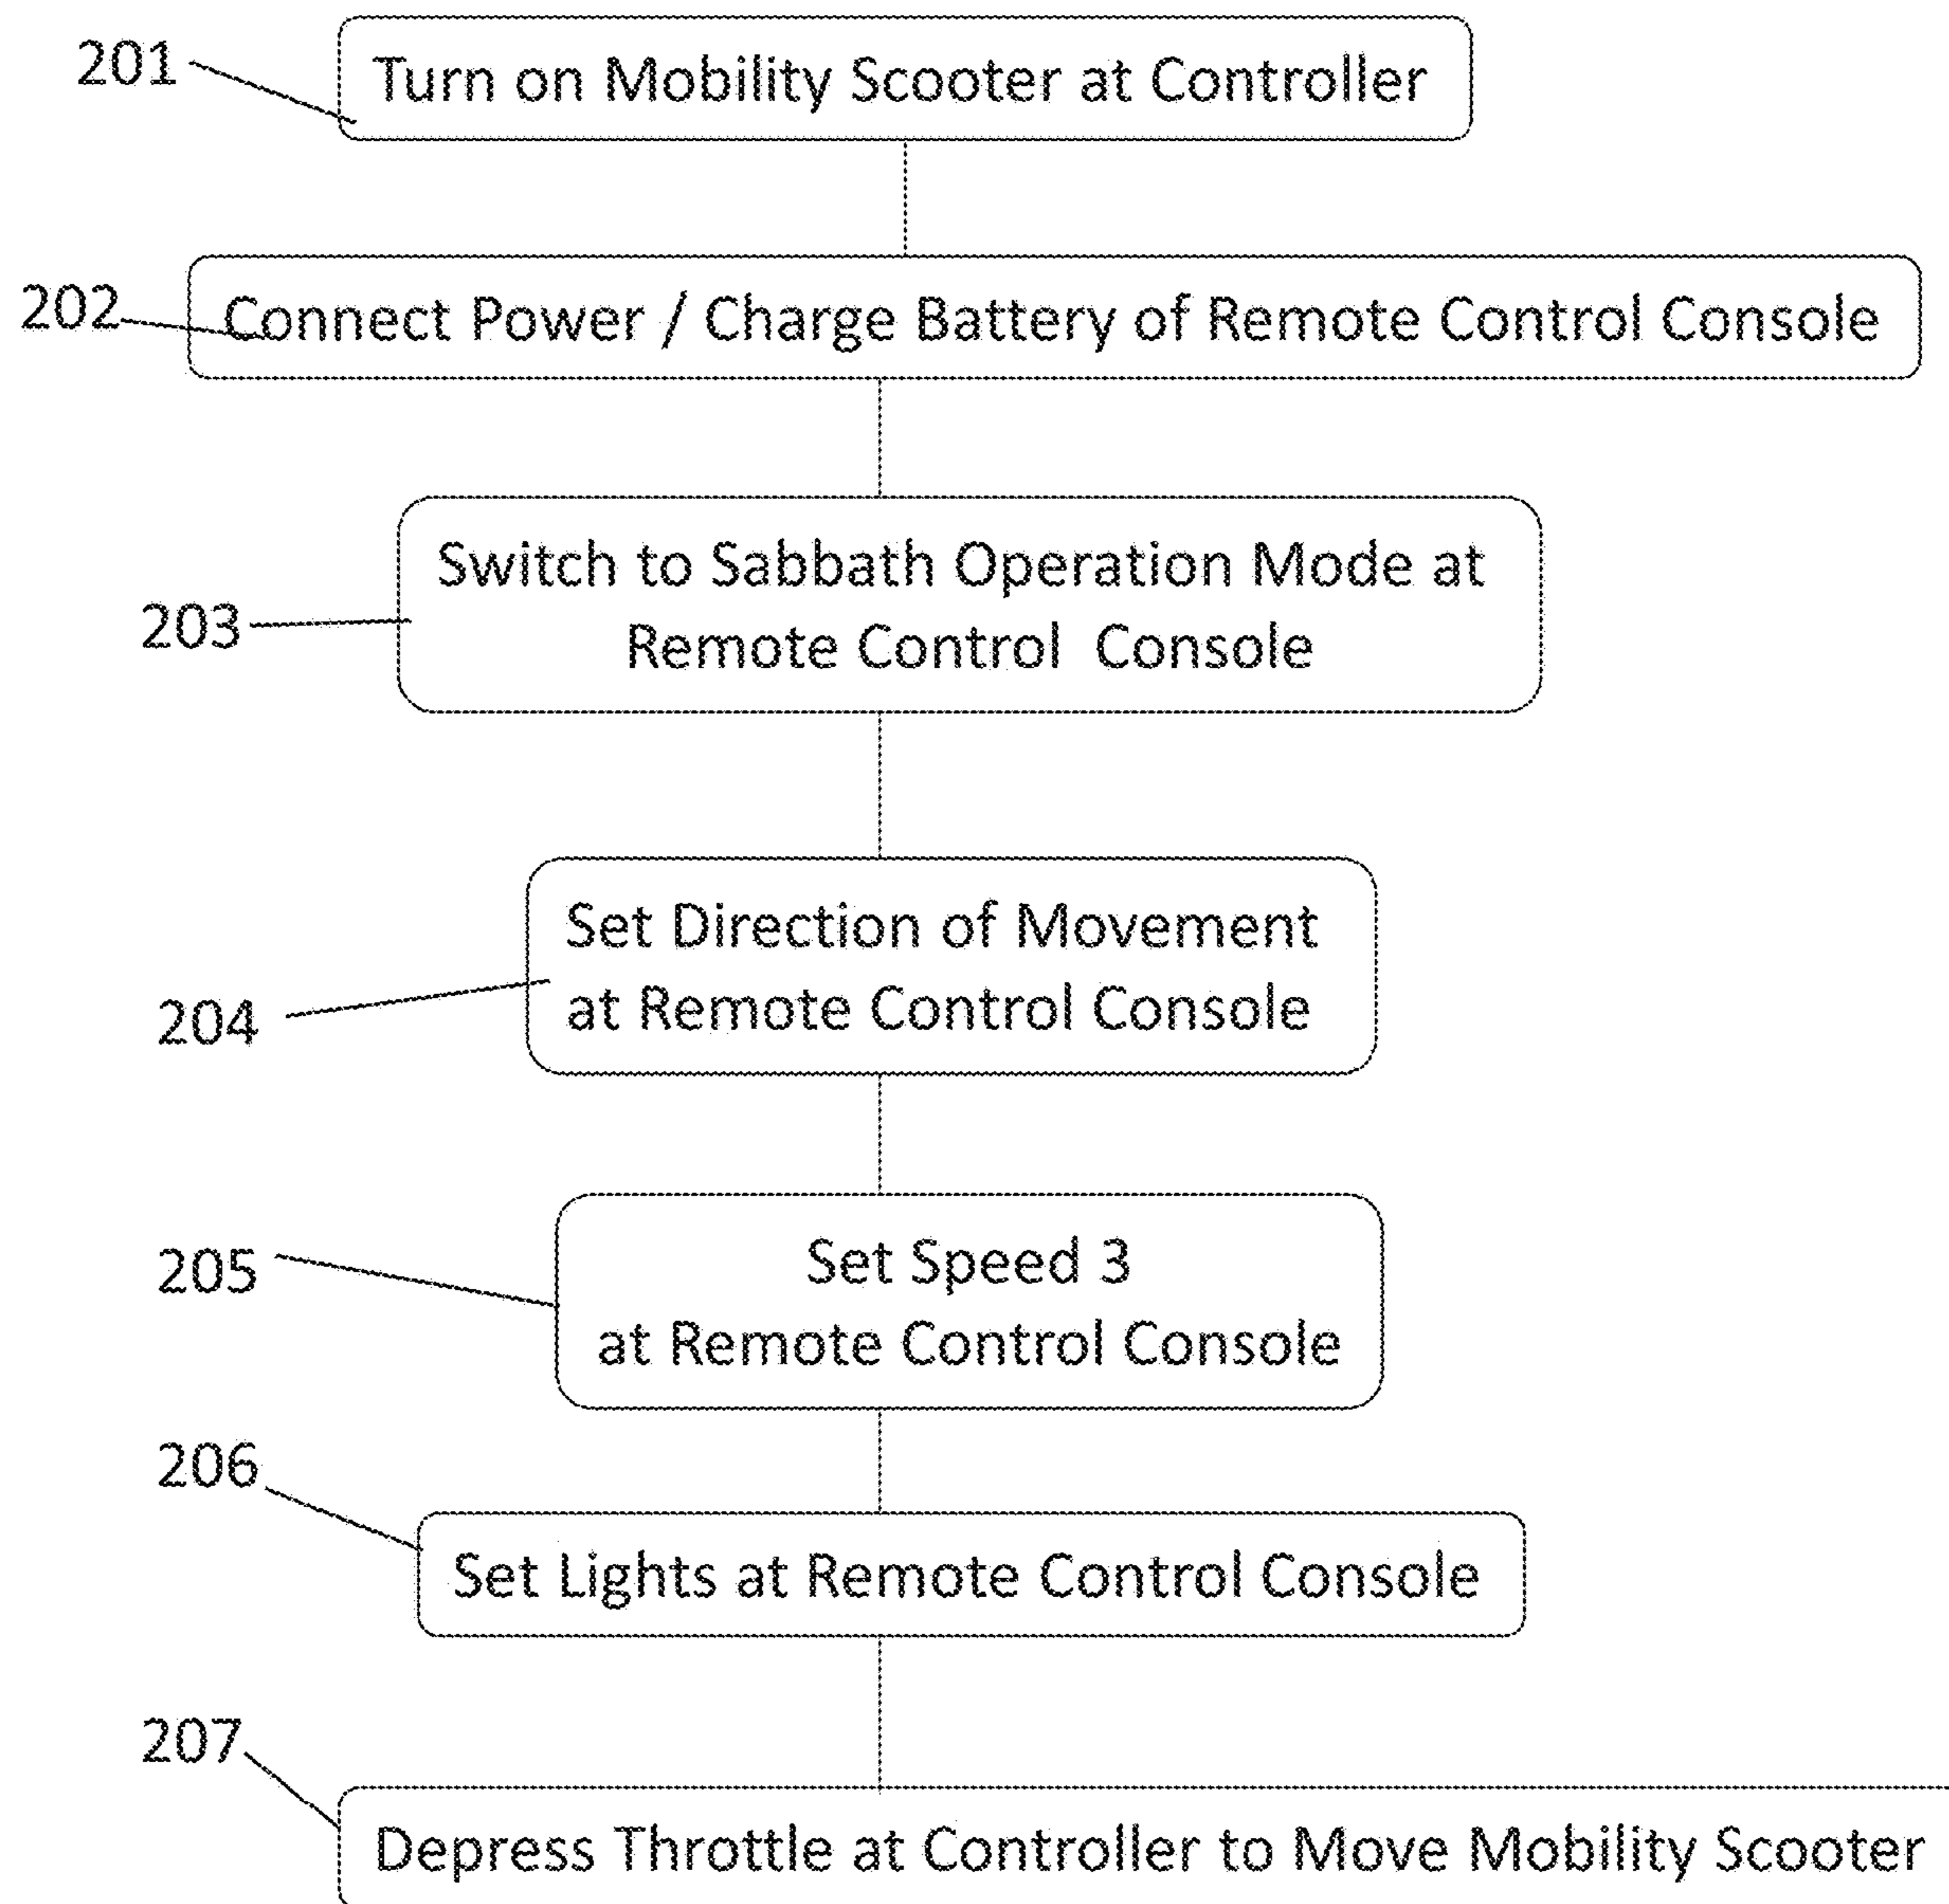 201
Turn on Mobility Scooter at Controller
202
Connect Power / Charge Battery of Remote Control Console
203
Switch to Sabbath Operation Mode at
Remote Control Console
204
Set Direction of Movement
at Remote Control Console
205
Set Speed 3
at Remote Control Console
206
Set Lights at Remote Control Console
207
Depress Throttle at Controller to Move Mobility Scooter